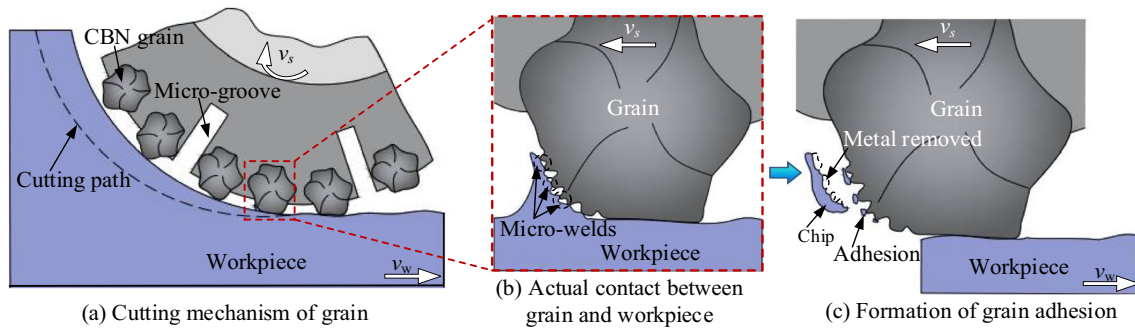 CBN grain
v_s
Micro-groove
Cutting path
Workpiece
v_w
(a) Cutting mechanism of grain
v_s
Grain
Micro-welds
Workpiece
(b) Actual contact between
grain and workpiece
v_s
Grain
Metal removed
Chip
Adhesion
Workpiece
v_w
(c) Formation of grain adhesion